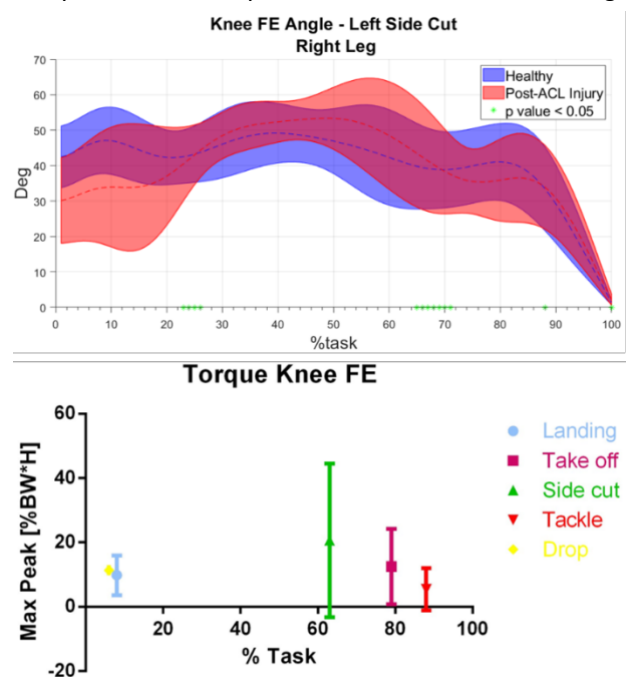 Knee FE Angle - Left Side Cut
Right Leg
70
60
50
40
30
20
10
0
Deg
Healthy
Post-ACL Injury
p value < 0.05
0 10 20 30 40 50 60 70 80 90 100
%task
Torque Knee FE
60
40
20
0
-20
Max Peak [%BW*H]
20 40 60 80 100
% Task
Landing
Take off
Side cut
Tackle
Drop